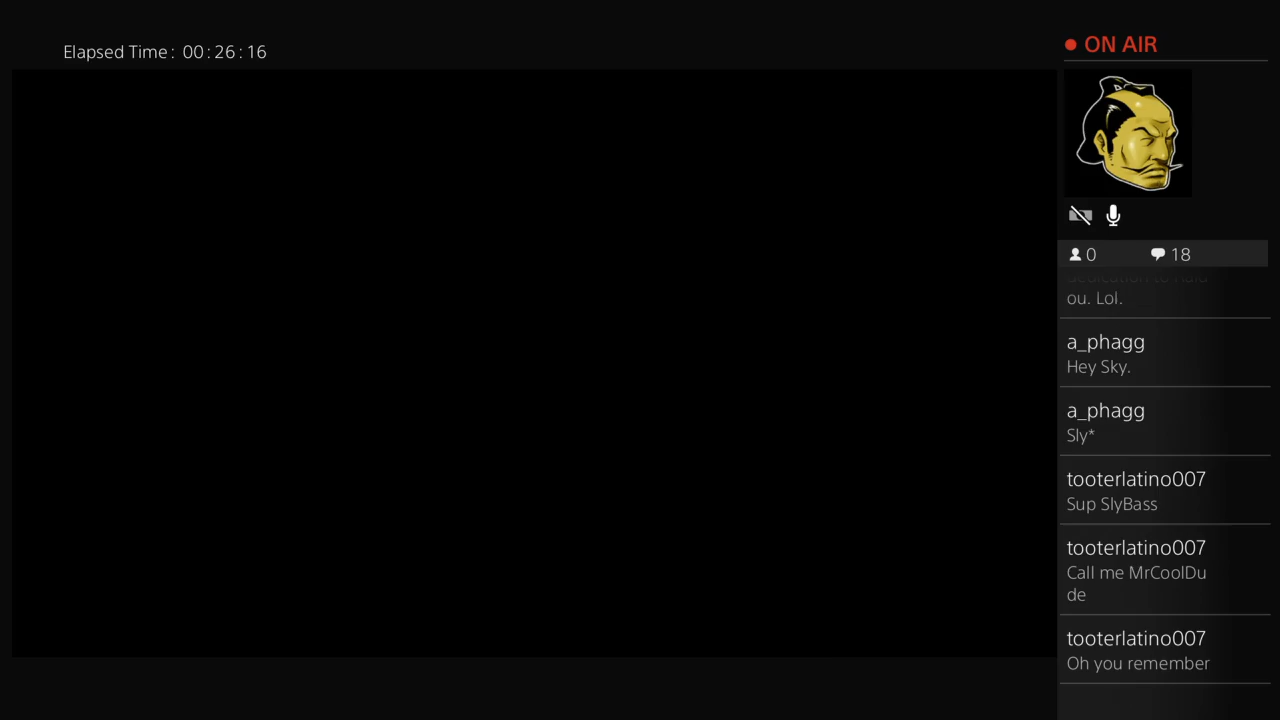 Elapsed Time: 00:26:16
ON AIR
0 18
ou. Lol.
a_phagg
Hey Sky.
a_phagg
Sly*
tooterlatino007
Sup SlyBass
tooterlatino007
Call me MrCoolDu
de
tooterlatino007
Oh you remember